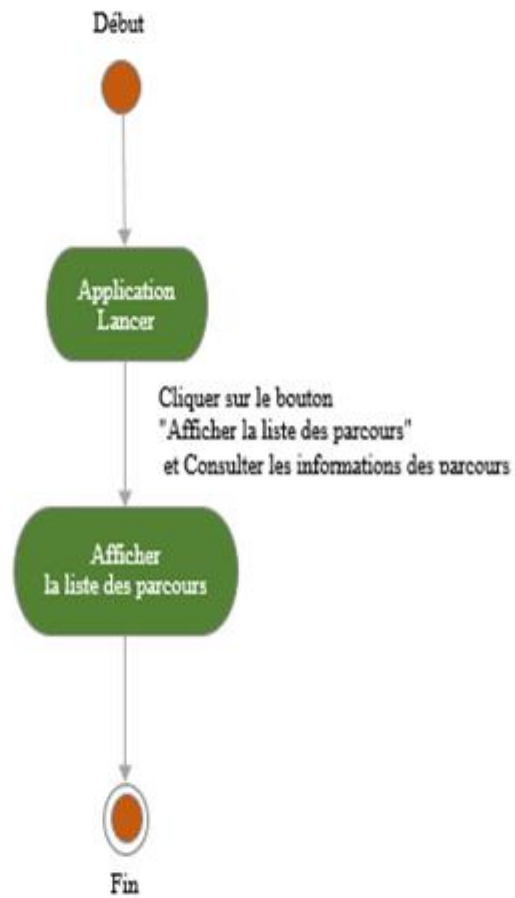 Début
Application
Lancer
Cliquer sur le bouton
"Afficher la liste des parcours"
et Consulter les informations des parcours
Afficher
la liste des parcours
Fin